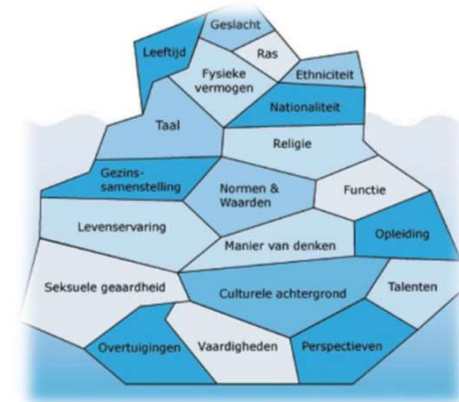 Geslacht
Leeftijd
Ras
Fysieke
vermogen
Ethniciteit
Nationaliteit
Taal
Religie
Gezins-
samenstelling
Normen &
Waarden
Functie
Levenservaring
Manier van denken
Opleiding
Seksuele geaardheid
Culturele achtergrond
Talenten
Overtuigingen
Vaardigheden
Perspectieven